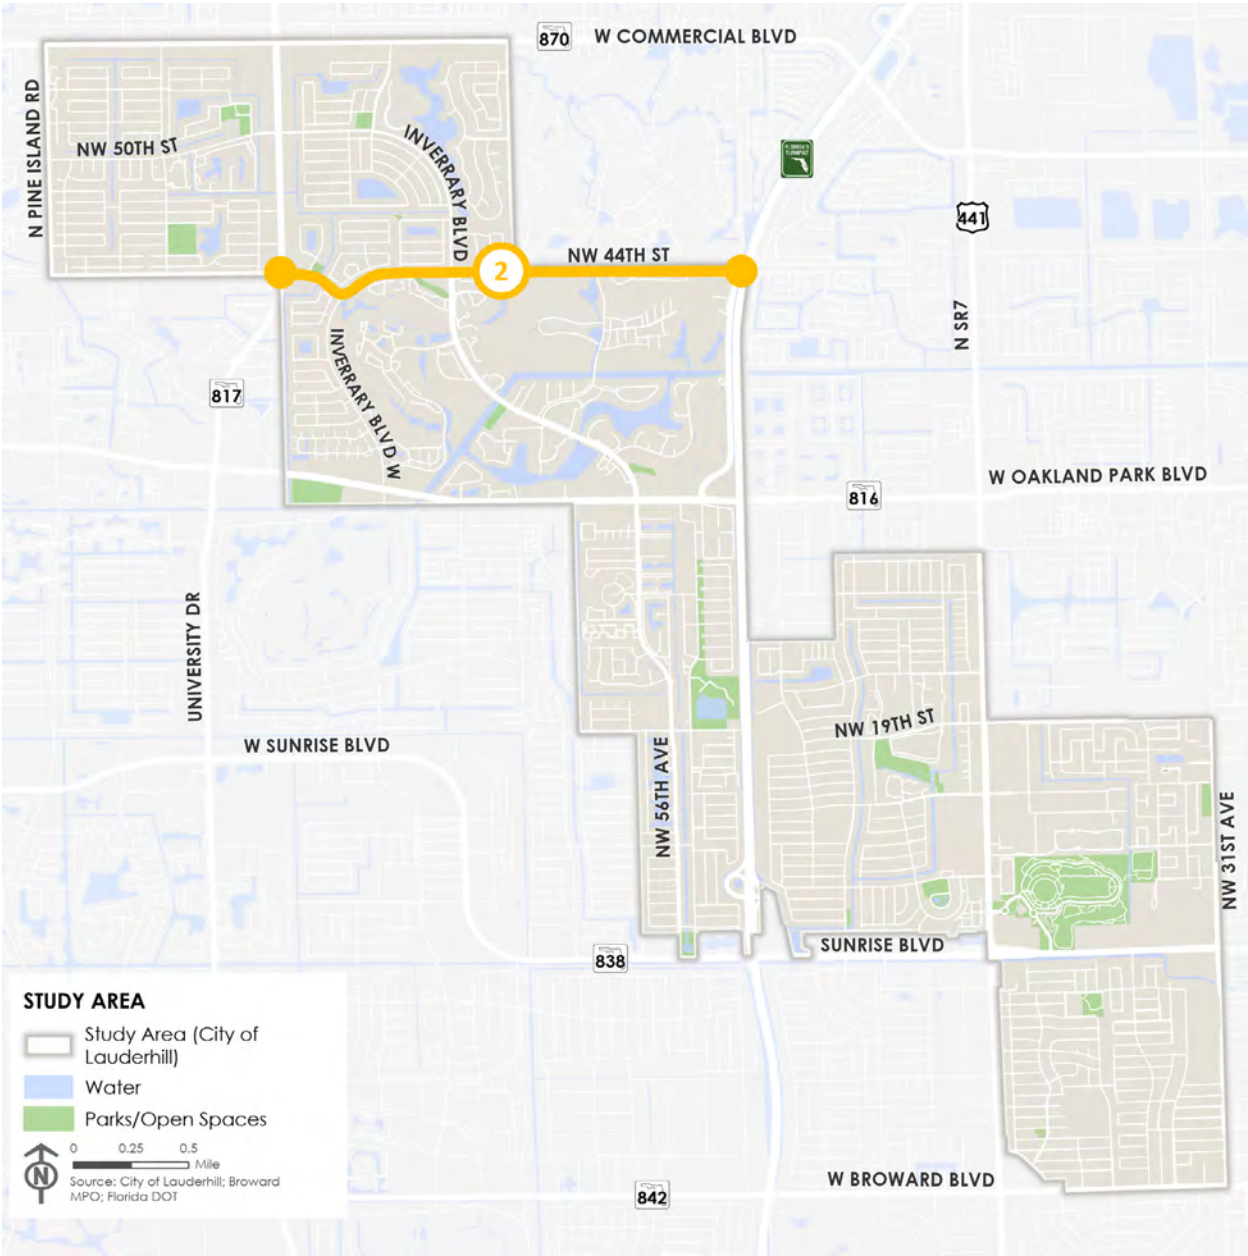 870
W COMMERCIAL BLVD
N PINE ISLAND RD
NW 50TH ST
INVERRARY BLVD
FLORIDA'S
TURNPIKE
441
NW 44TH ST
2
N SR7
INVERRARY BLVD W
817
W OAKLAND PARK BLVD
816
UNIVERSITY DR
NW 19TH ST
W SUNRISE BLVD
NW 56TH AVE
NW 31ST AVE
SUNRISE BLVD
838
STUDY AREA
Study Area (City of
Lauderhill)
Water
Parks/Open Spaces
N
0 0.25 0.5
Mile
Source: City of Lauderhill; Broward
MPO; Florida DOT
W BROWARD BLVD
842